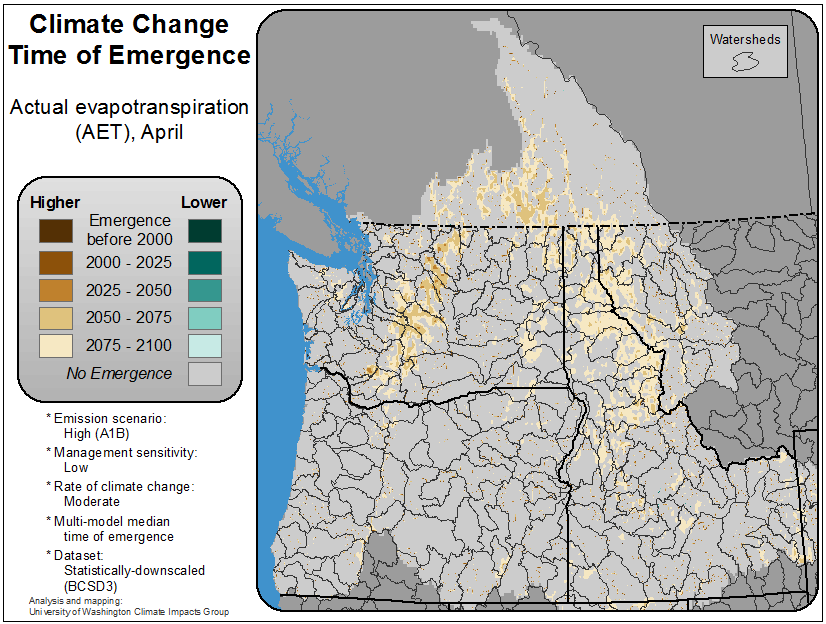 Climate Change
Time of Emergence
Actual evapotranspiration
(AET), April
Higher
Lower
Emergence
before 2000
2000 - 2025
2025 - 2050
2050 - 2075
2075 - 2100
No Emergence
* Emission scenario:
High (A1B)
* Management sensitivity:
Low
* Rate of climate change:
Moderate
* Multi-model median
time of emergence
* Dataset:
Statistically-downscaled
(BCSD3)
Analysis and mapping:
University of Washington Climate Impacts Group
Watersheds